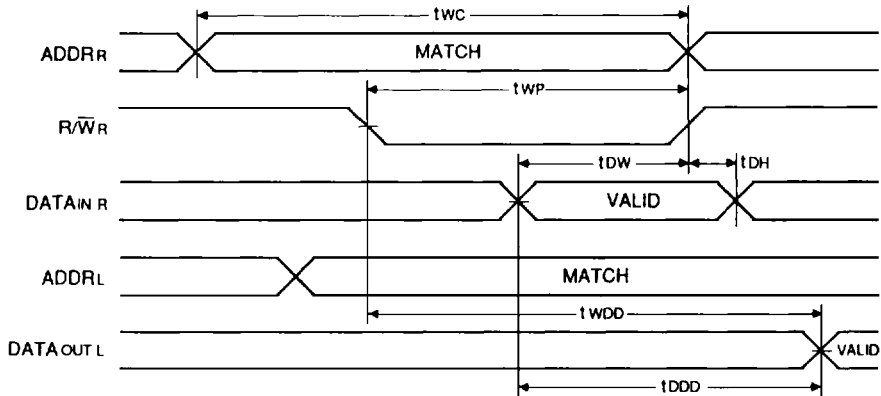 tWC
ADDRR MATCH
tWP
R/W̅R
tDW tDH
DATAIN R VALID
ADDRL MATCH
tWDD
DATAOUT L VALID
tDDD